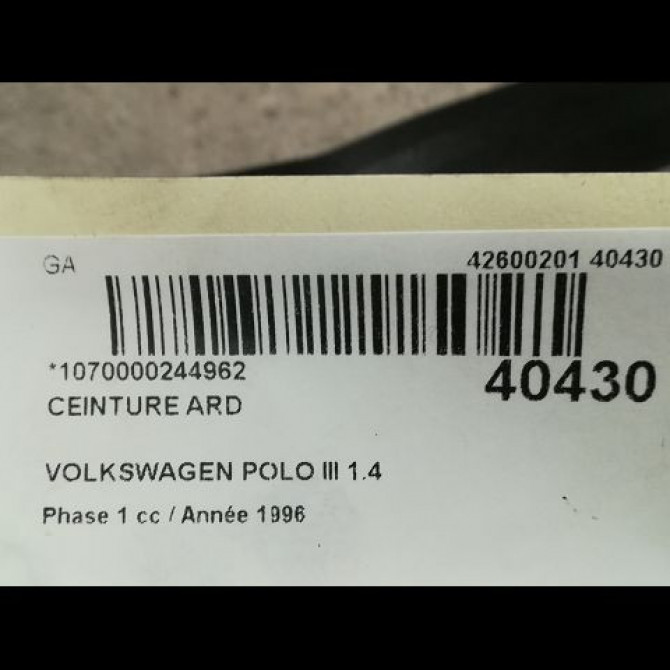 GA 42600201 40430
*1070000244962 40430
CEINTURE ARD
VOLKSWAGEN POLO III 1.4
Phase 1 cc / Année 1996